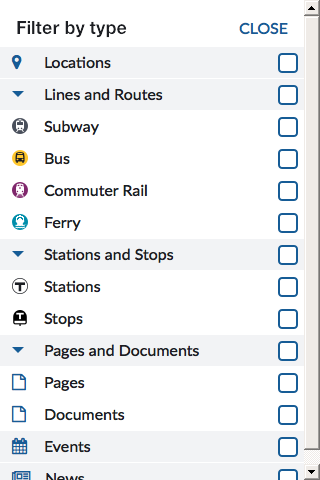 Filter by type CLOSE
Locations
Lines and Routes
Subway
Bus
Commuter Rail
Ferry
Stations and Stops
Stations
Stops
Pages and Documents
Pages
Documents
Events
News